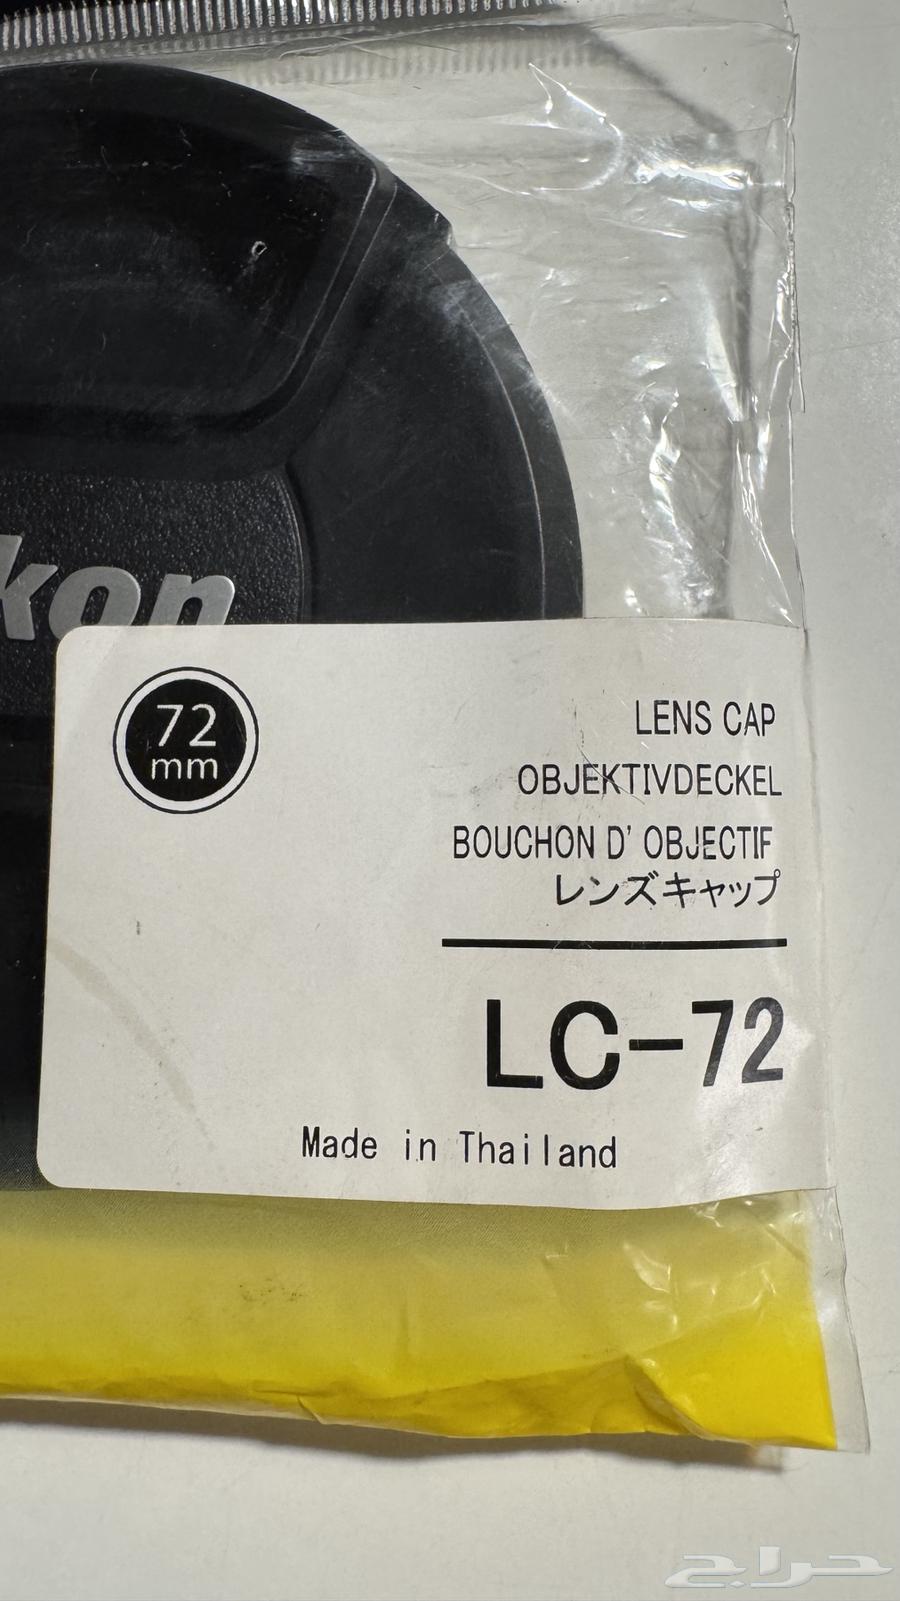 kon
72
mm
LENS CAP
OBJEKTIVDECKEL
BOUCHON D' OBJECTIF
レンズキャップ
LC-72
Made in Thailand
حراج